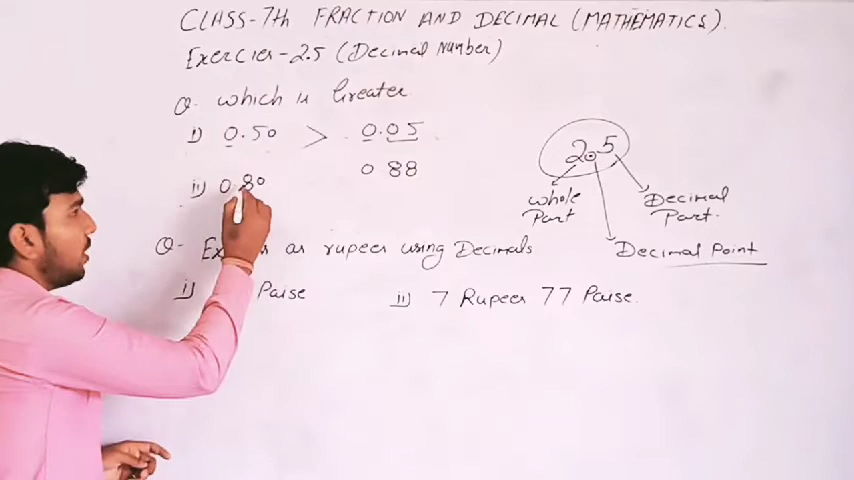 CLASS-7th FRACTION AND DECIMAL (MATHEMATICS).
Exercier-2.5 (Decimal Number)
Q. which is Greater
i) 0.50 > 0.05
ii) 0.80 0.88
2.5
whole Part
Decimal Part.
Decimal Point
Q- as rupees using Decimals
i) Paise
ii) 7 Rupees 77 Paise.